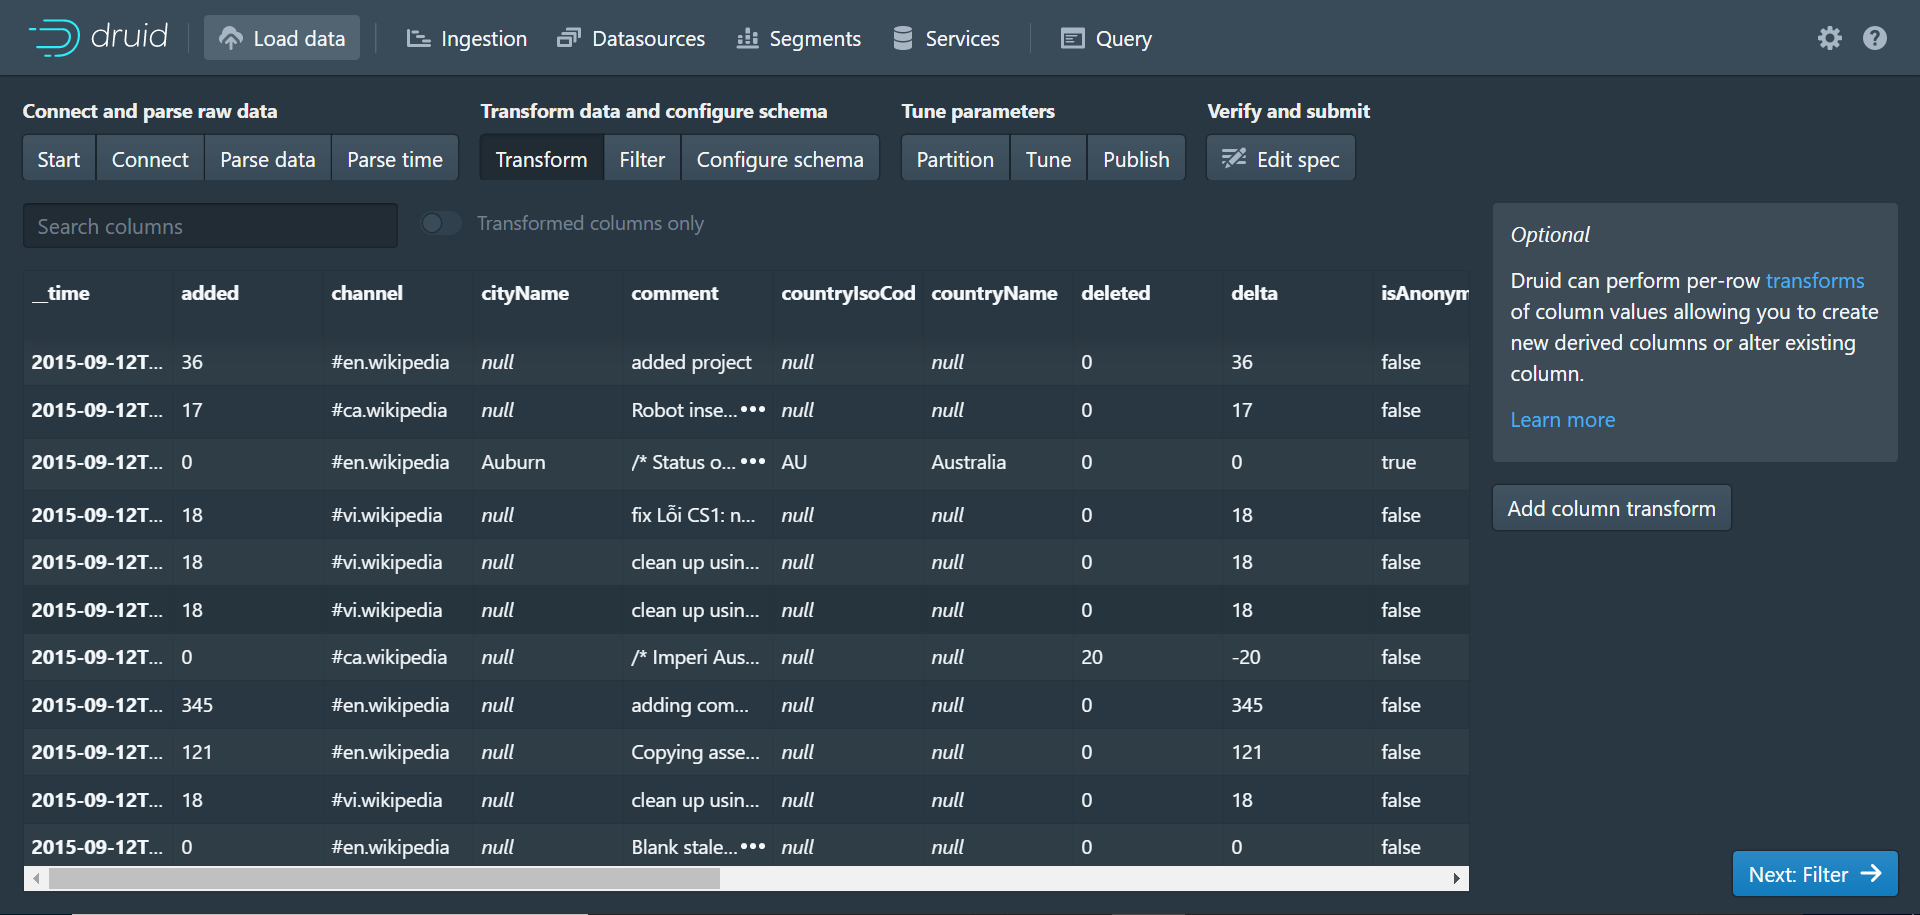 druid Load data Ingestion Datasources Segments Services Query
Connect and parse raw data Transform data and configure schema Tune parameters Verify and submit
Start Connect Parse data Parse time Transform Filter Configure schema Partition Tune Publish Edit spec
Search columns Transformed columns only
__time added channel cityName comment countryIsoCod countryName deleted delta isAnonym
2015-09-12T... 36 #en.wikipedia null added project null null 0 36 false
2015-09-12T... 17 #ca.wikipedia null Robot inse...••• null null 0 17 false
2015-09-12T... 0 #en.wikipedia Auburn /* Status o...••• AU Australia 0 0 true
2015-09-12T... 18 #vi.wikipedia null fix Lỗi CS1: n... null null 0 18 false
2015-09-12T... 18 #vi.wikipedia null clean up usin... null null 0 18 false
2015-09-12T... 18 #vi.wikipedia null clean up usin... null null 0 18 false
2015-09-12T... 0 #ca.wikipedia null /* Imperi Aus... null null 20 -20 false
2015-09-12T... 345 #en.wikipedia null adding com... null null 0 345 false
2015-09-12T... 121 #en.wikipedia null Copying asse... null null 0 121 false
2015-09-12T... 18 #vi.wikipedia null clean up usin... null null 0 18 false
2015-09-12T... 0 #en.wikipedia null Blank stale...••• null null 0 0 false
Optional
Druid can perform per-row transforms
of column values allowing you to create
new derived columns or alter existing
column.
Learn more
Add column transform
Next: Filter